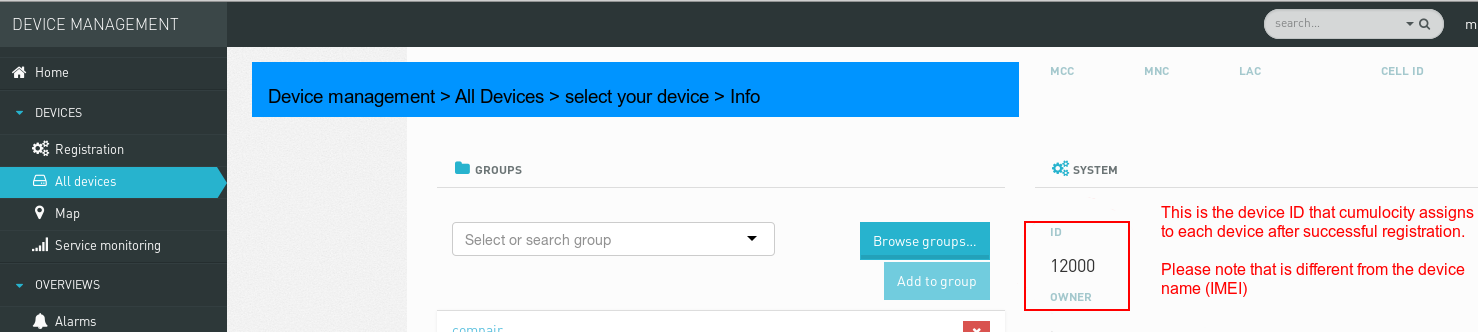 DEVICE MANAGEMENT
search...
m
Home
DEVICES
Registration
All devices
Map
Service monitoring
OVERVIEWS
Alarms
Device management > All Devices > select your device > Info
MCC MNC LAC CELL ID
GROUPS
Select or search group
Browse groups...
Add to group
compair
SYSTEM
ID
12000
OWNER
This is the device ID that cumulocity assigns
to each device after successful registration.
Please note that is different from the device
name (IMEI)